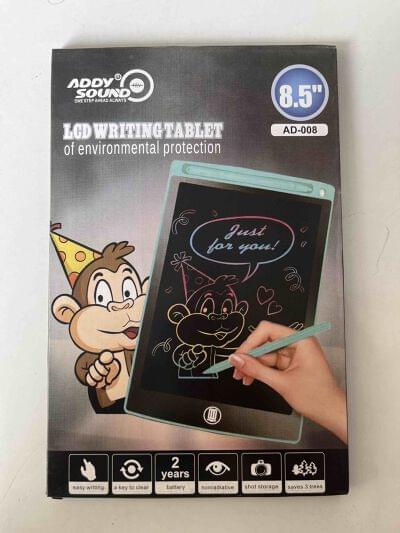 ADDY®
SOUND
ONE STEP AHEAD ALWAYS
8.5"
AD-008
LCD WRITING TABLET
of environmental protection
Just
for you!
easy writing
a key to clear
2
years
battery
nonradiative
shot storage
saves 3 trees